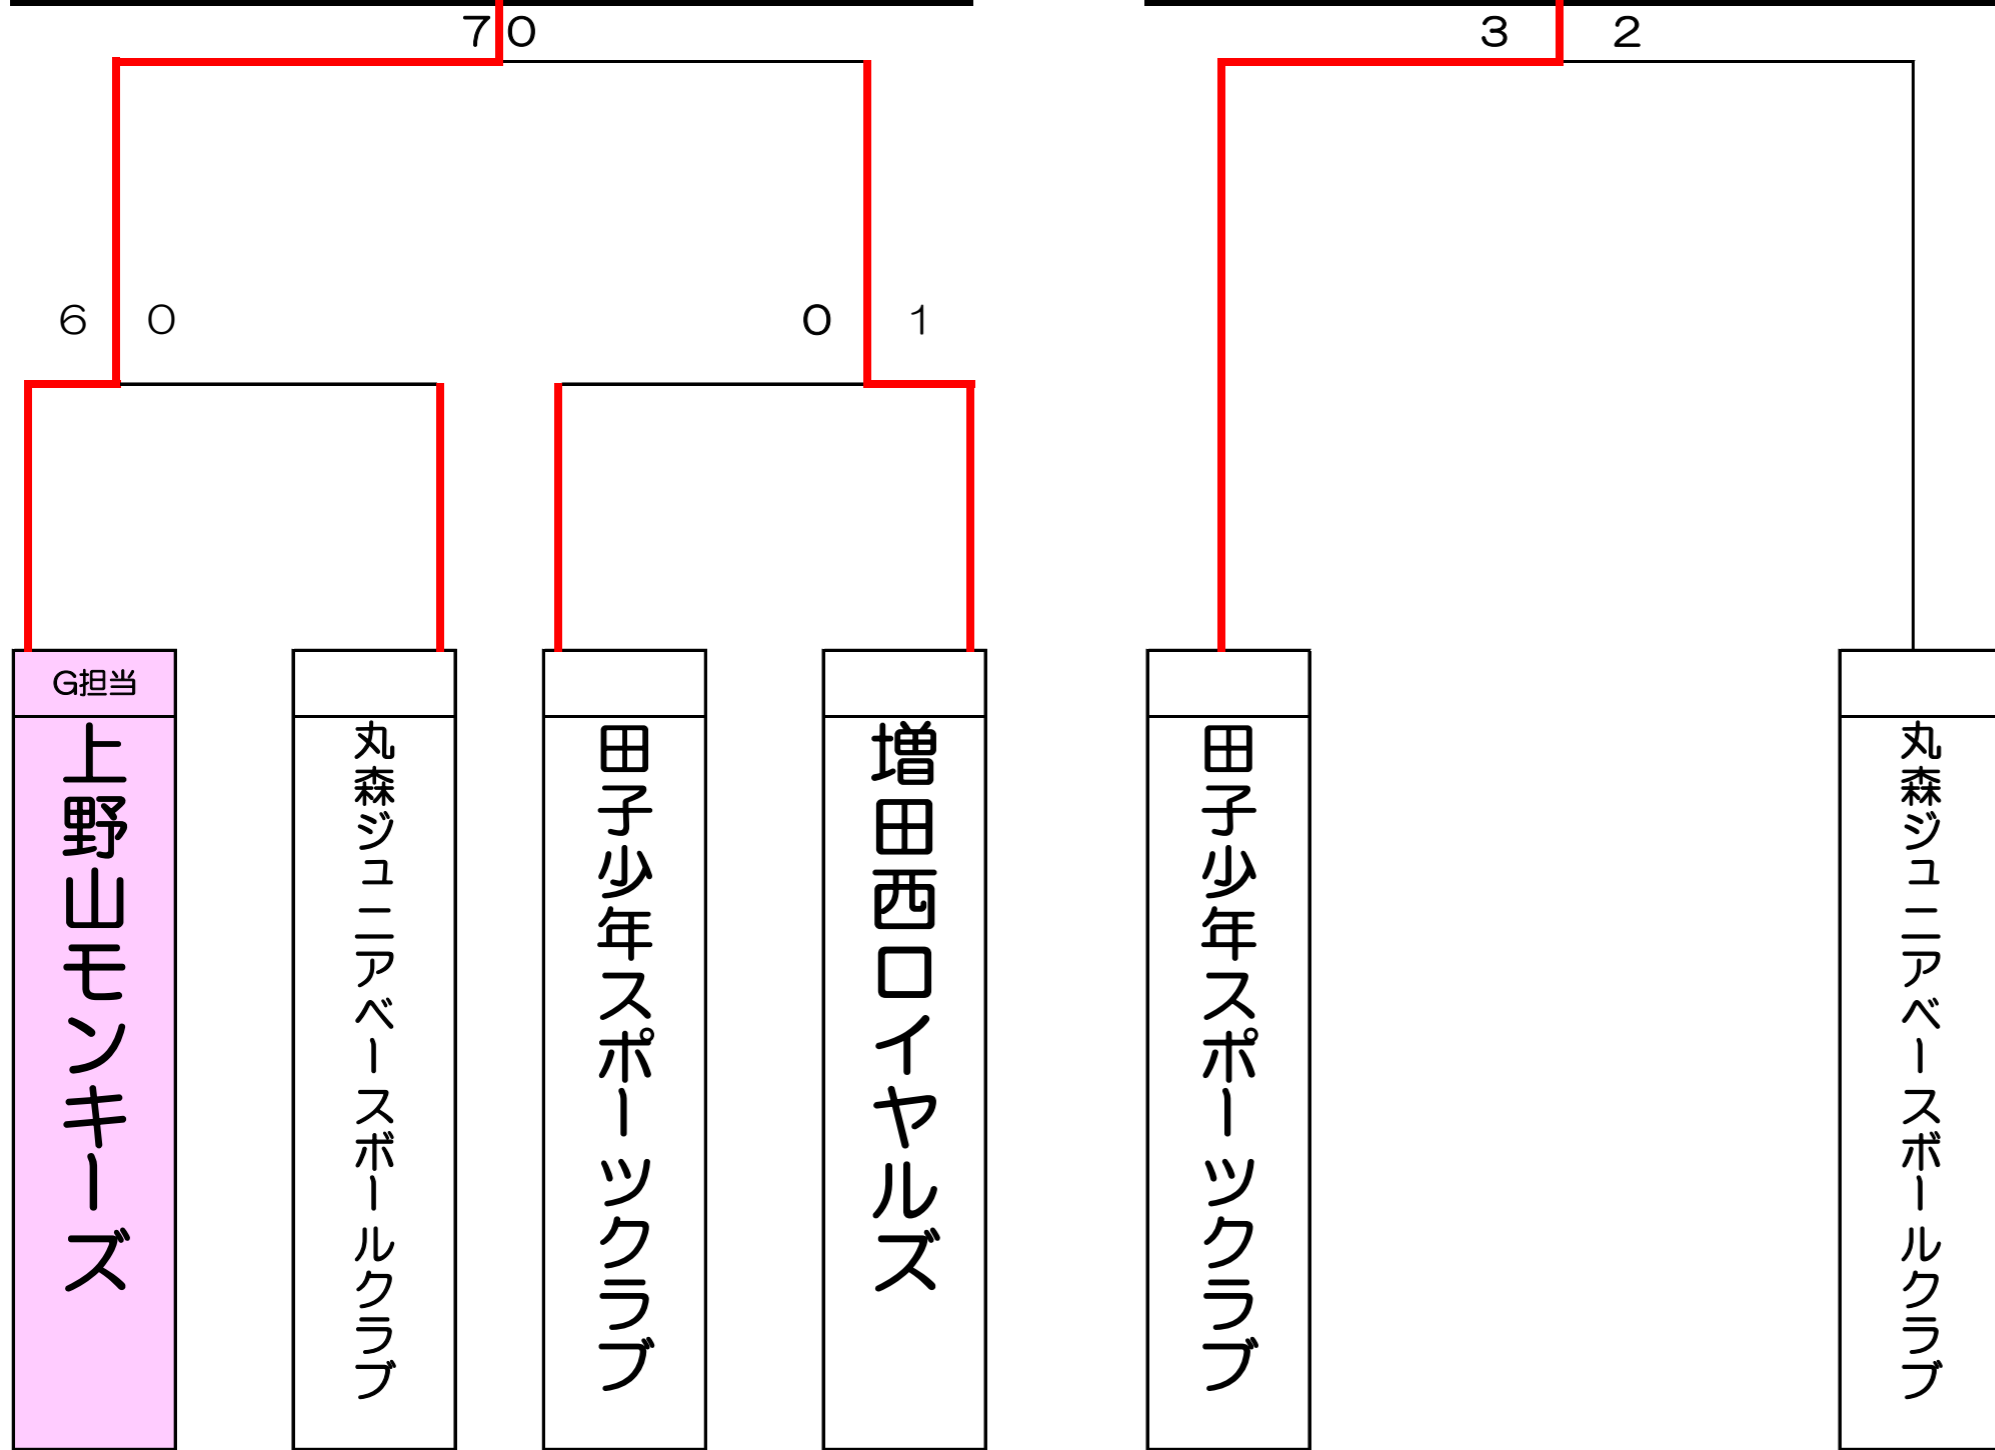 ７
０
３
２
６
０
０
１
G担当
上野山モンキーズ
丸森ジュニアベースボールクラブ
田子少年スポーツクラブ
増田西ロイヤルズ
田子少年スポーツクラブ
丸森ジュニアベースボールクラブ